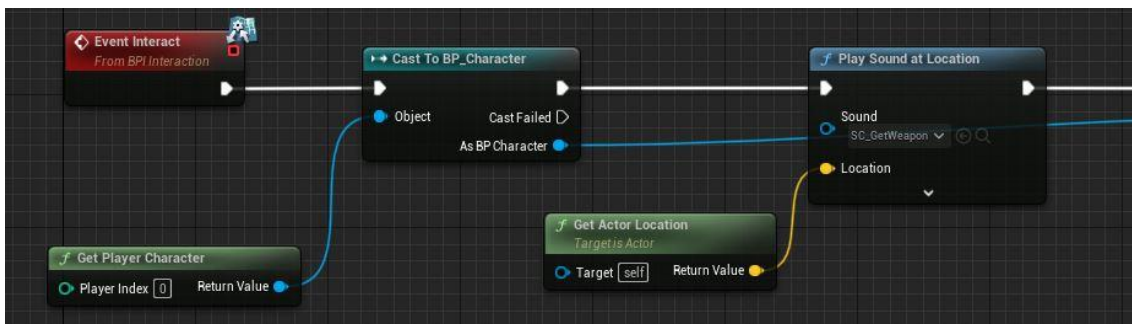 Event Interact
From BPI Interaction
Cast To BP_Character
Object
Cast Failed
As BP Character
f Play Sound at Location
Sound
SC_GetWeapon
Location
f Get Actor Location
Target is Actor
Target self
Return Value
f Get Player Character
Player Index 0
Return Value